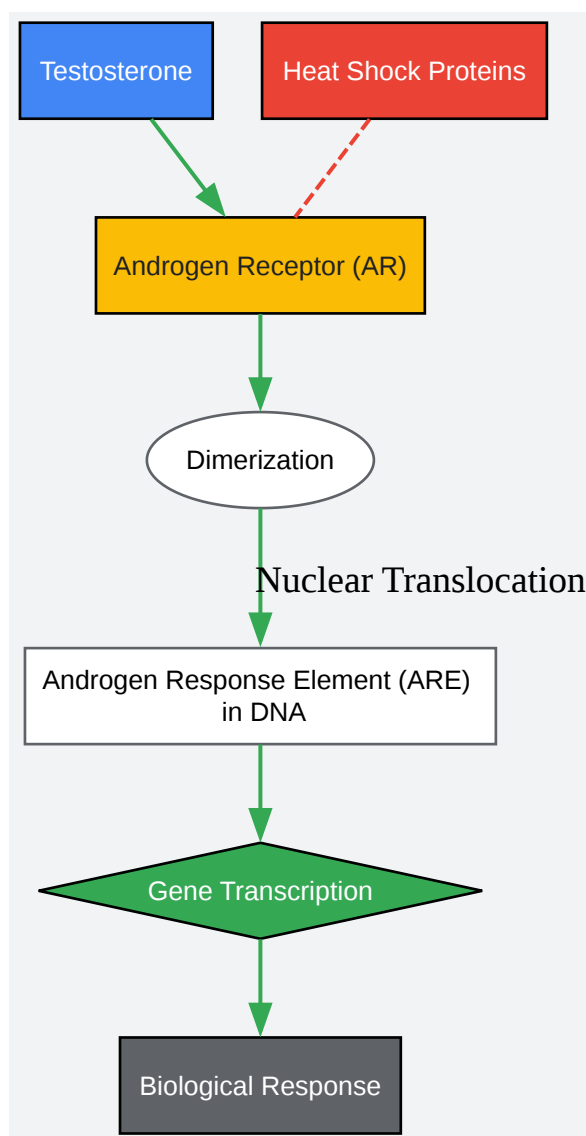 Testosterone
Heat Shock Proteins
Androgen Receptor (AR)
Dimerization
Nuclear Translocation
Androgen Response Element (ARE)
in DNA
Gene Transcription
Biological Response